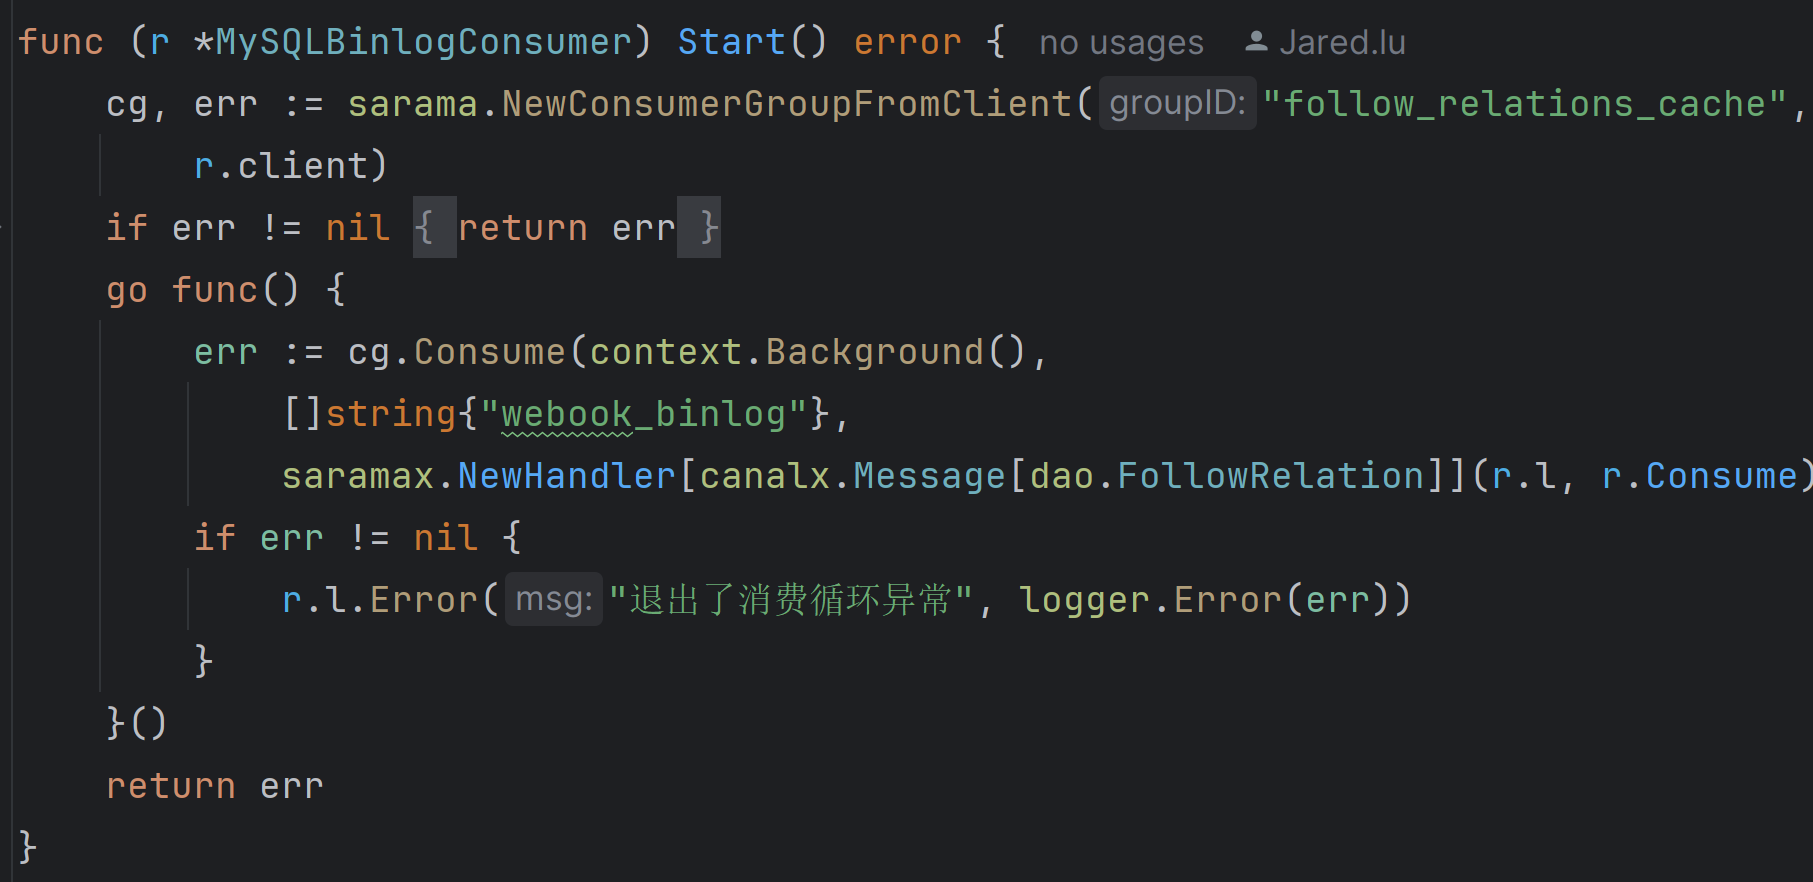 func (r *MySQLBinlogConsumer) Start() error { no usages Jared.lu
cg, err := sarama.NewConsumerGroupFromClient( groupID: "follow_relations_cache",
r.client)
if err != nil { return err }
go func() {
err := cg.Consume(context.Background(),
[]string{"webook_binlog"},
saramax.NewHandler[canalx.Message[dao.FollowRelation]](r.l, r.Consume)
if err != nil {
r.l.Error( msg: "退出了消费循环异常", logger.Error(err))
}
}()
return err
}